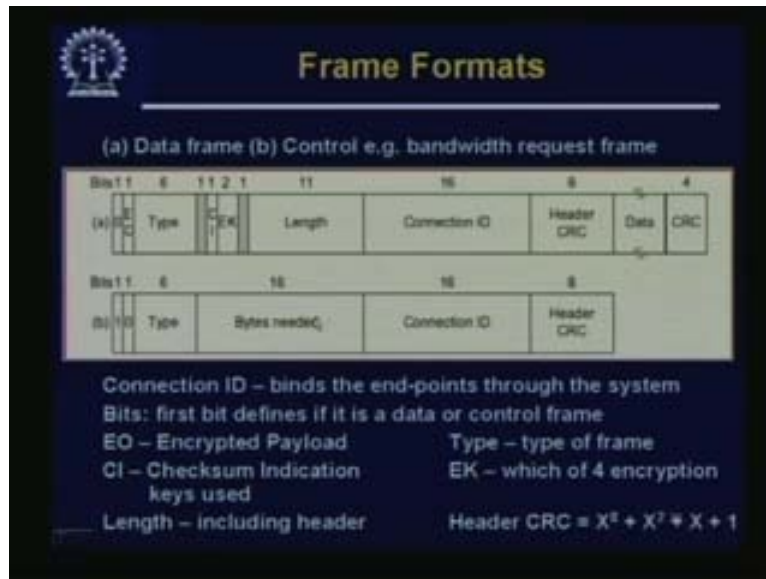 Frame Formats
(a) Data frame (b) Control e.g. bandwidth request frame
Bits 1 1 6 1 1 2 1 11 16 8 4
(a) 0 E C Type C I EK Length Connection ID Header CRC Data CRC
Bits 1 1 6 16 16 8
(b) 1 0 Type Bytes needed Connection ID Header CRC
Connection ID – binds the end-points through the system
Bits: first bit defines if it is a data or control frame
EO – Encrypted Payload Type – type of frame
CI – Checksum Indication EK – which of 4 encryption
keys used
Length – including header Header CRC = X⁸ + X⁷ + X + 1